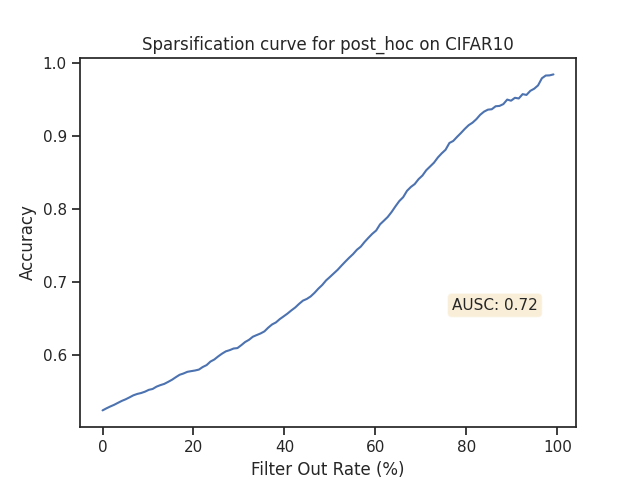 Sparsification curve for post_hoc on CIFAR10
1.0
0.9
0.8
0.7
0.6
Accuracy
AUSC: 0.72
0 20 40 60 80 100
Filter Out Rate (%)